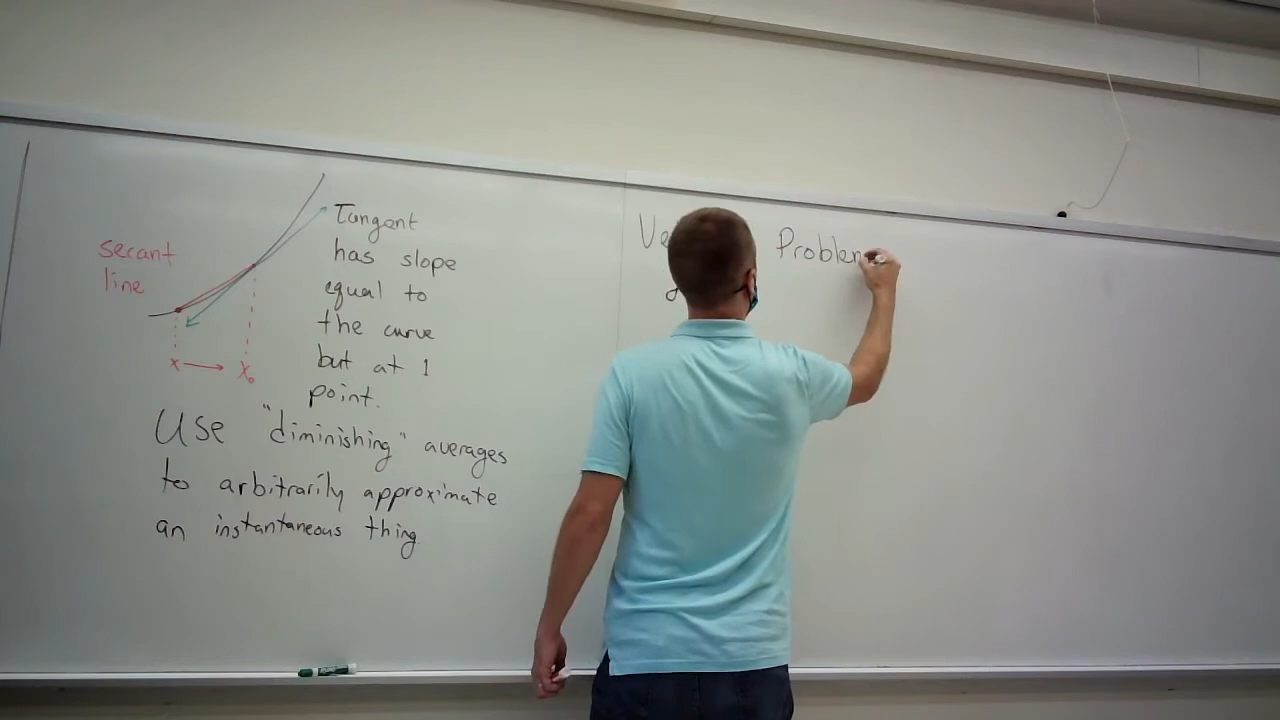 secant
line
x → x₀
Tangent
has slope
equal to
the curve
but at 1
point.
Use "diminishing" averages
to arbitrarily approximate
an instantaneous thing
Problem